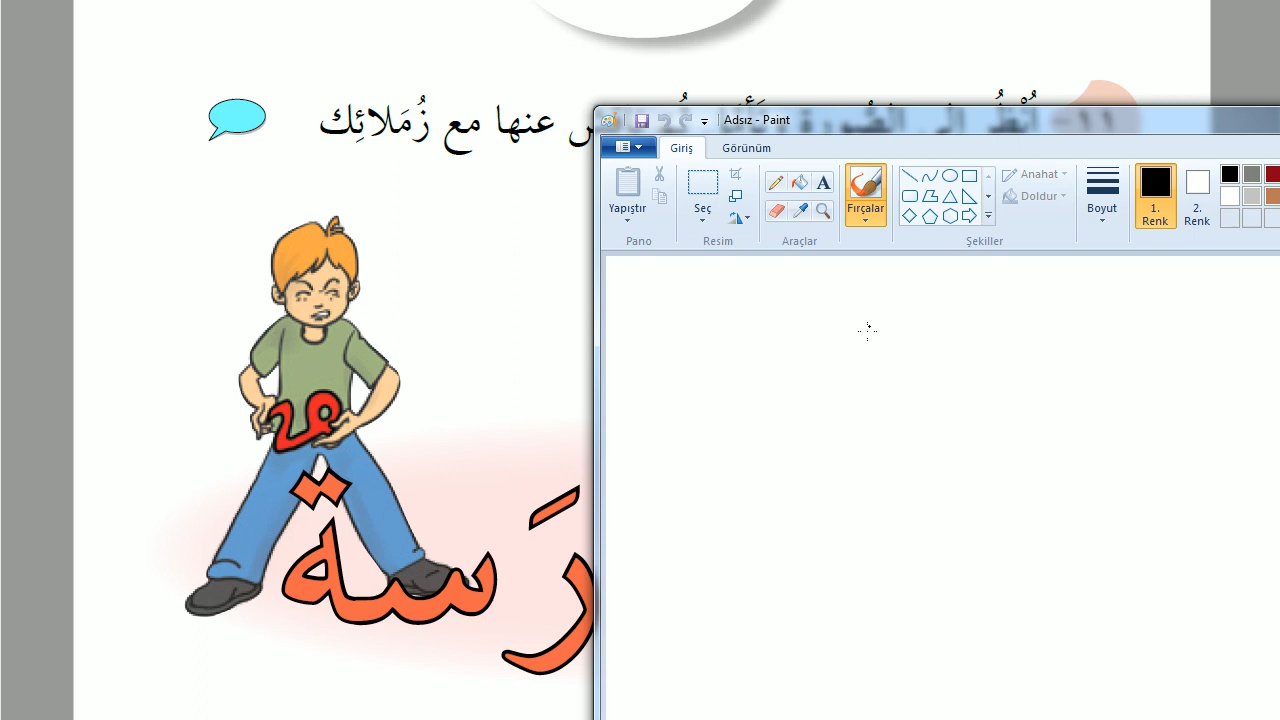 عنها مع زُمَلائِك
Adsız - Paint
Giriş Görünüm
Yapıştır
Seç
A
Fırçalar
Anahat
Doldur
Boyut
1. Renk
2. Renk
Pano Resim Araçlar Şekiller
رَسة